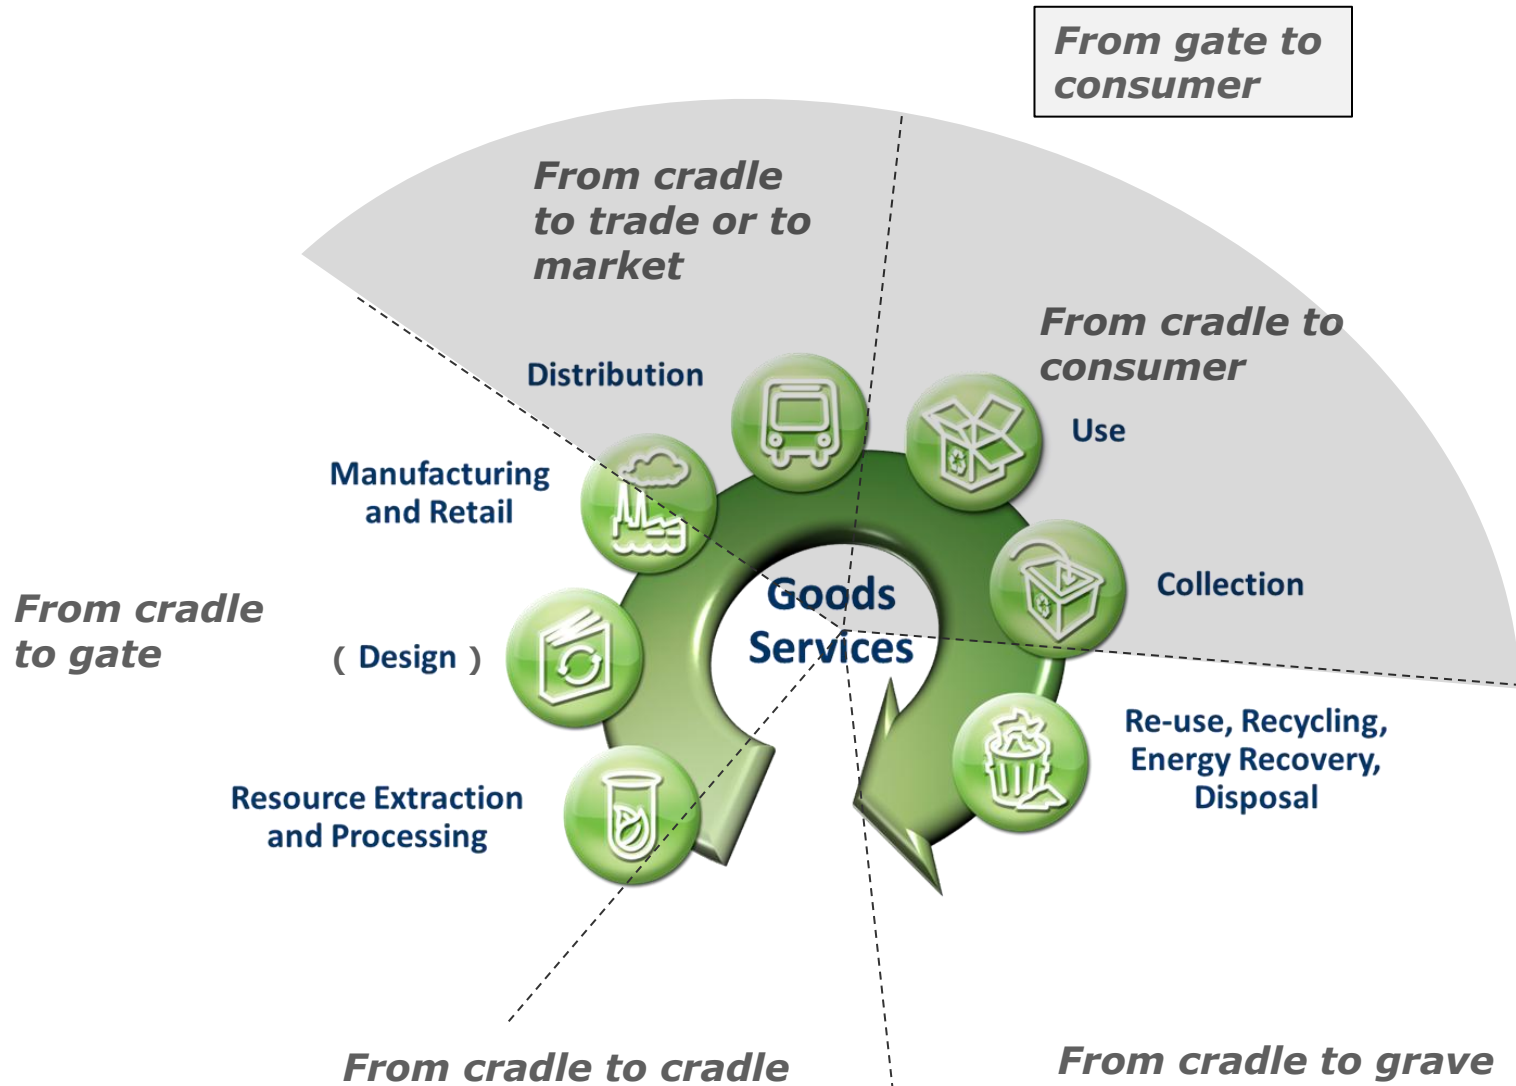 From gate to
consumer
From cradle
to trade or to
market
From cradle to
consumer
Distribution
Use
Manufacturing
and Retail
Goods
Services
Collection
From cradle
to gate
( Design )
Re-use, Recycling,
Energy Recovery,
Disposal
Resource Extraction
and Processing
From cradle to cradle
From cradle to grave